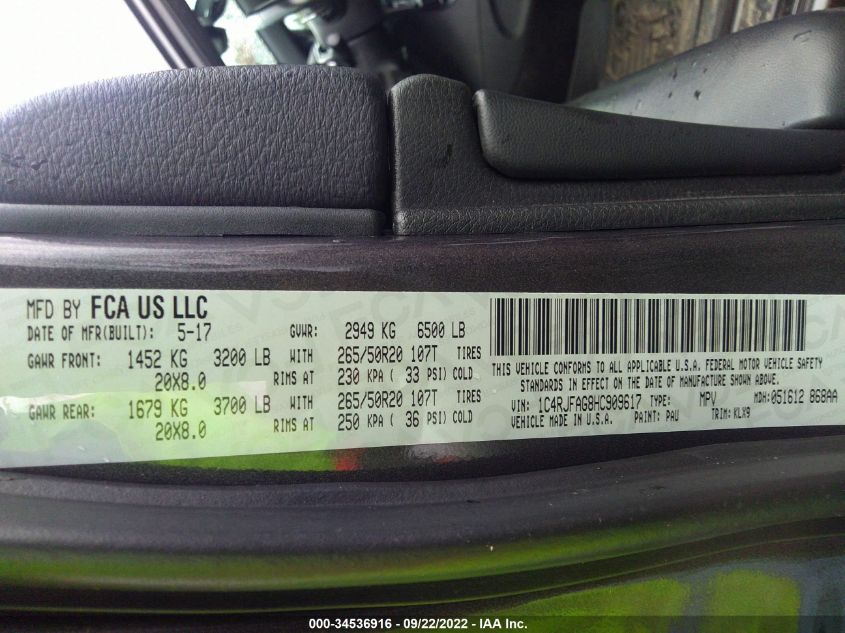 MFD BY FCA US LLC
DATE OF MFR(BUILT): 5-17 GVWR: 2949 KG 6500 LB
GAWR FRONT: 1452 KG 3200 LB WITH 265/50R20 107T TIRES
20X8.0 RIMS AT 230 KPA ( 33 PSI) COLD
GAWR REAR: 1679 KG 3700 LB WITH 265/50R20 107T TIRES
20X8.0 RIMS AT 250 KPA ( 36 PSI) COLD
THIS VEHICLE CONFORMS TO ALL APPLICABLE U.S.A. FEDERAL MOTOR VEHICLE SAFETY
STANDARDS IN EFFECT ON THE DATE OF MANUFACTURE SHOWN ABOVE.
VIN: 1C4RJFAG8HC909617 TYPE: MPV MDH: 051612 868AA
VEHICLE MADE IN U.S.A. PAINT: PAU TRIM: KLX9
000-34536916 - 09/22/2022 - IAA Inc.